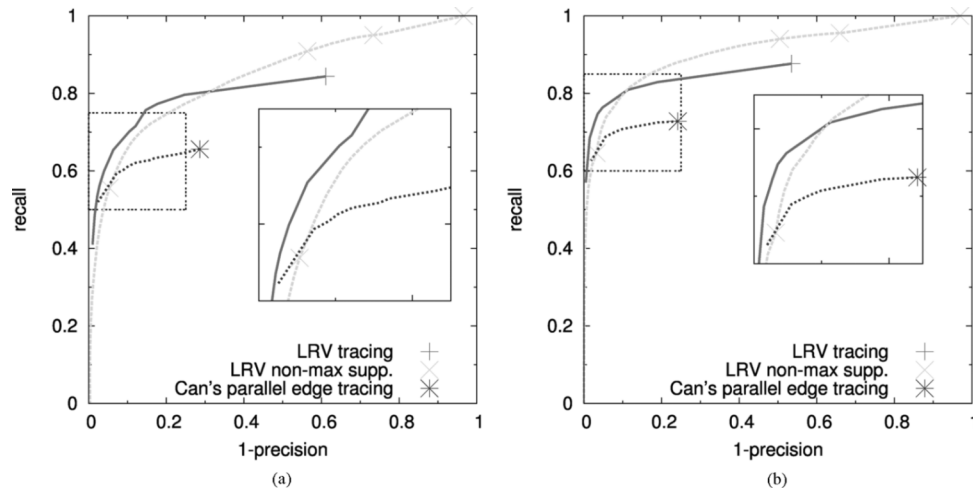 1
0.8
0.6
0.4
0.2
0
recall
0 0.2 0.4 0.6 0.8 1
1-precision
LRV tracing
LRV non-max supp.
Can's parallel edge tracing
(a)
1
0.8
0.6
0.4
0.2
0
recall
0 0.2 0.4 0.6 0.8 1
1-precision
LRV tracing
LRV non-max supp.
Can's parallel edge tracing
(b)